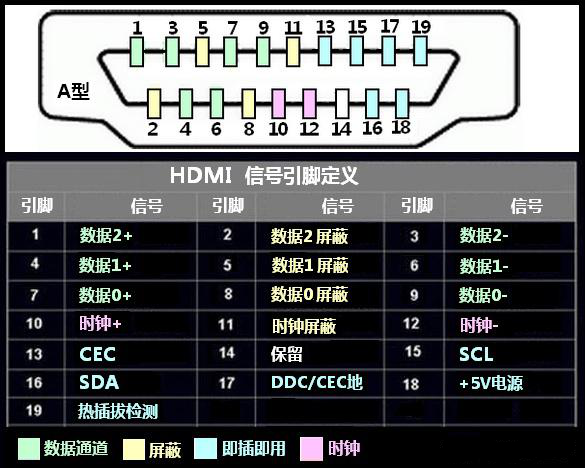 1 3 5 7 9 11 13 15 17 19
A型
2 4 6 8 10 12 14 16 18
HDMI 信号引脚定义
引脚 信号 引脚 信号 引脚 信号
1 数据2+ 2 数据2屏蔽 3 数据2-
4 数据1+ 5 数据1屏蔽 6 数据1-
7 数据0+ 8 数据0屏蔽 9 数据0-
10 时钟+ 11 时钟屏蔽 12 时钟-
13 CEC 14 保留 15 SCL
16 SDA 17 DDC/CEC地 18 +5V电源
19 热插拔检测
数据通道 屏蔽 即插即用 时钟